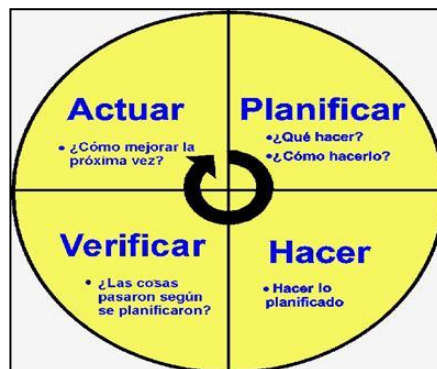 Actuar
• ¿Cómo mejorar la
próxima vez?
Planificar
•¿Qué hacer?
•¿Cómo hacerlo?
Verificar
• ¿Las cosas
pasaron según
se planificaron?
Hacer
• Hacer lo
planificado